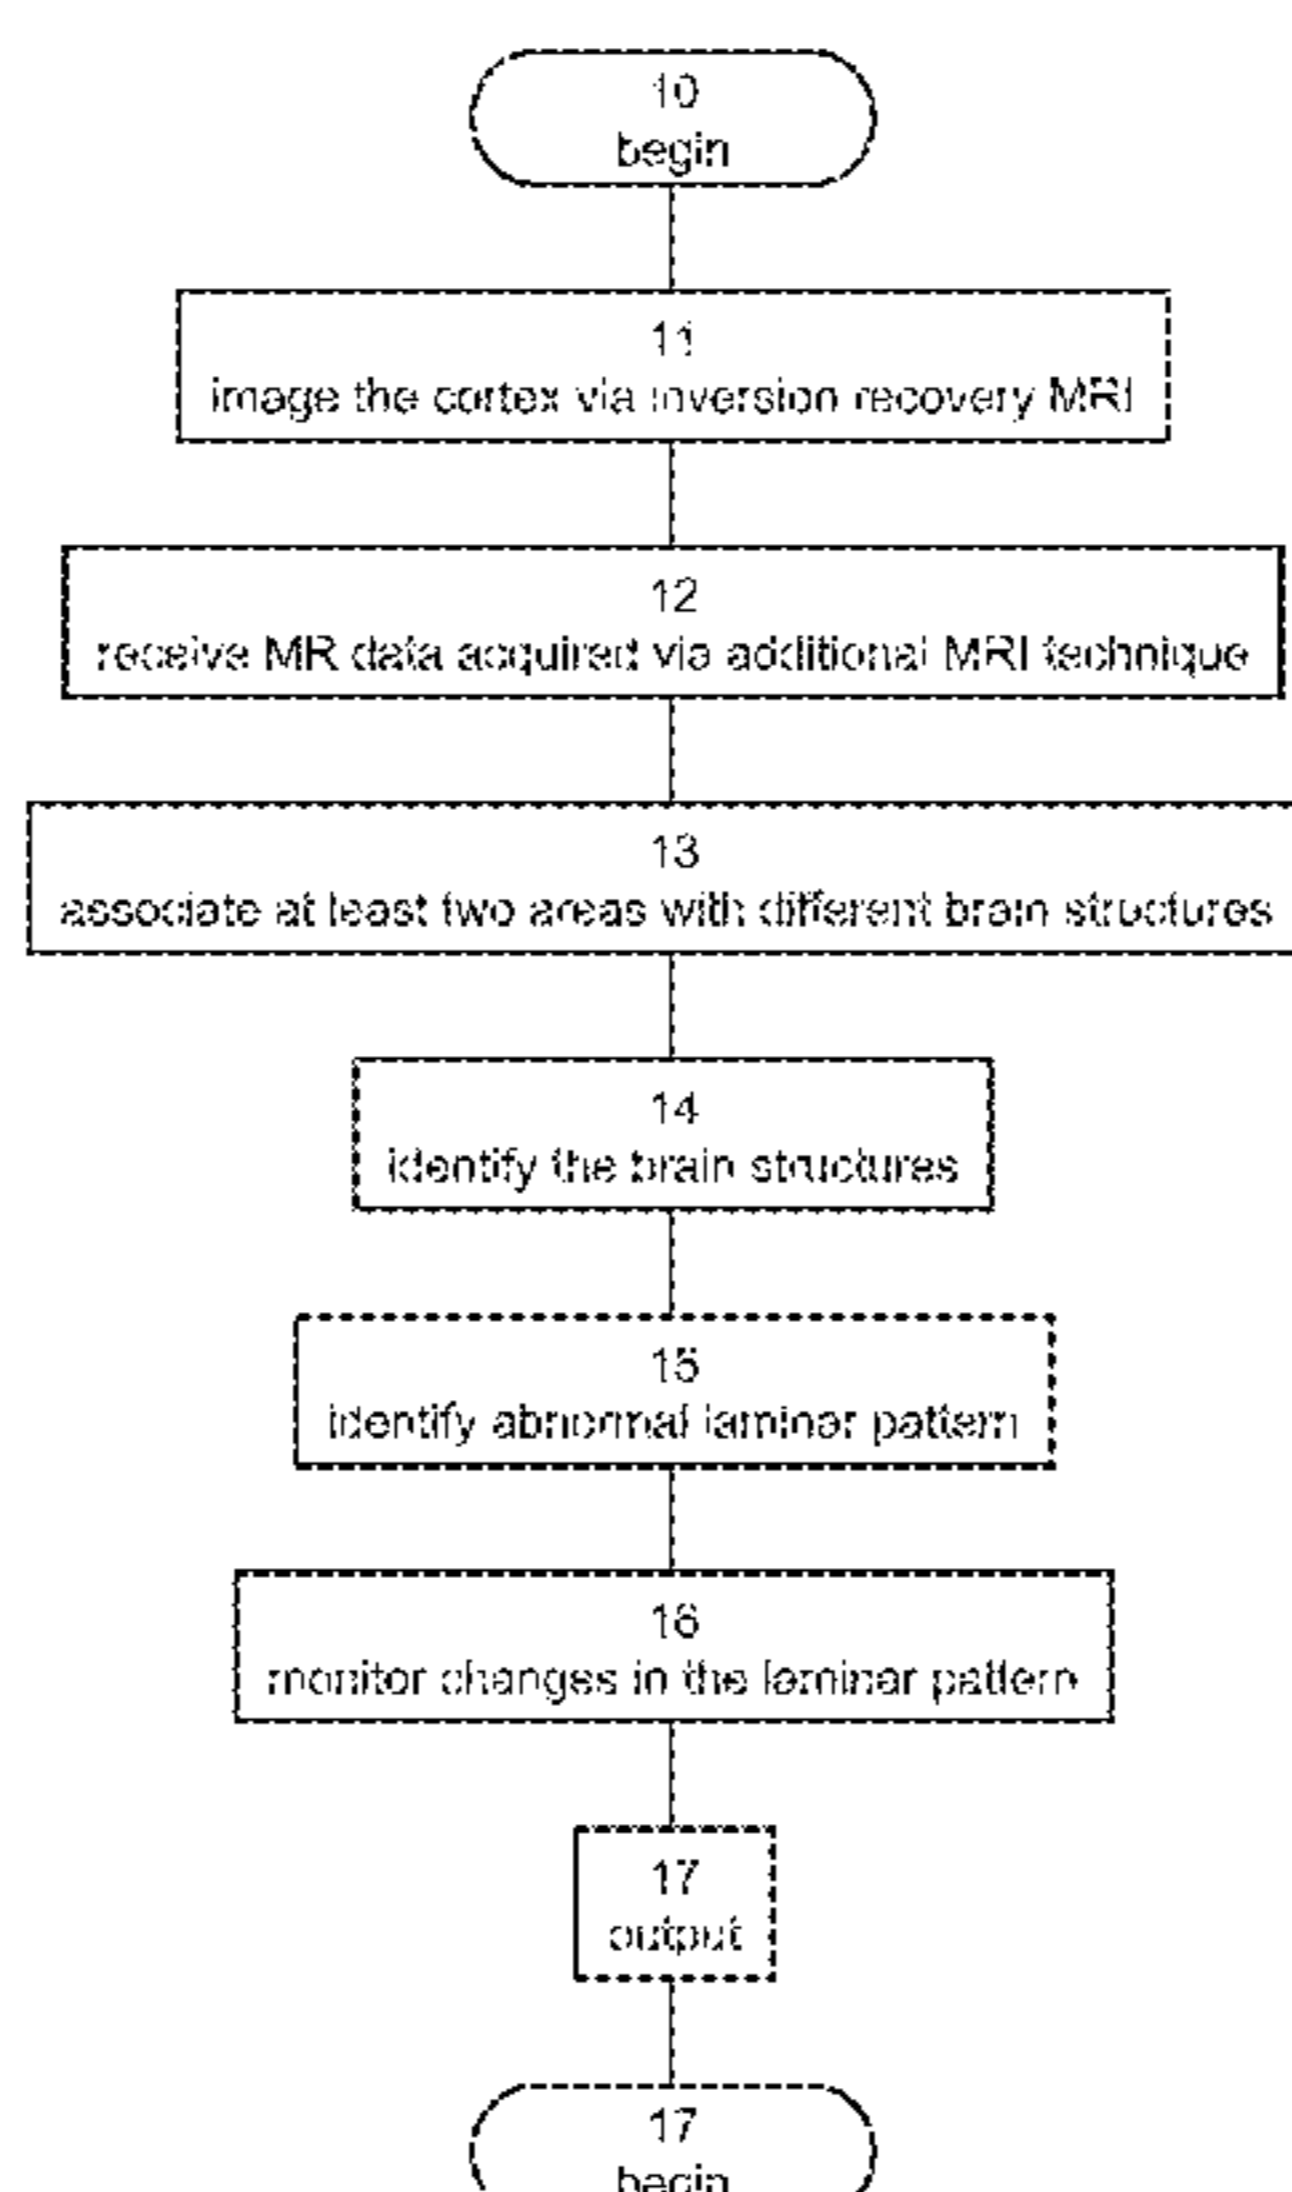 10
begin
11
image the cortex via inversion recovery MRI
12
receive MR data acquired via additional MRI technique
13
associate at least two areas with different brain structures
14
identify the brain structures
15
identify abnormal laminar pattern
16
monitor changes in the laminar pattern
17
output
17
begin